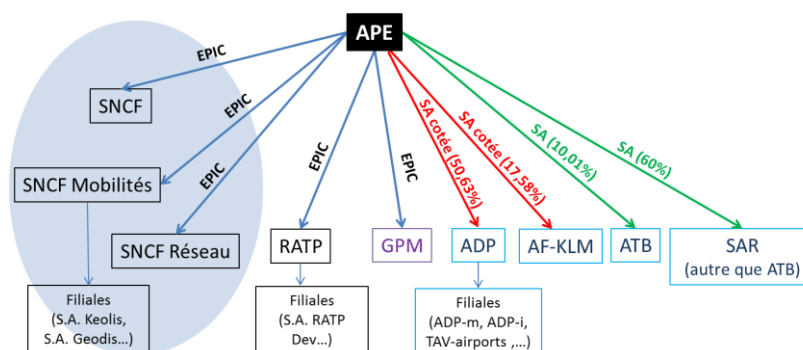 APE
EPIC
SNCF
EPIC
SNCF Mobilités
EPIC
SNCF Réseau
EPIC
RATP
EPIC
GPM
SA cotée (50,63%)
ADP
SA cotée (17,58%)
AF-KLM
SA (10,01%)
ATB
SA (60%)
SAR
(autre que ATB)
Filiales
(S.A. Keolis,
S.A. Geodis...)
Filiales
(S.A. RATP
Dev...)
Filiales
(ADP-m, ADP-i,
TAV-airports ,...)